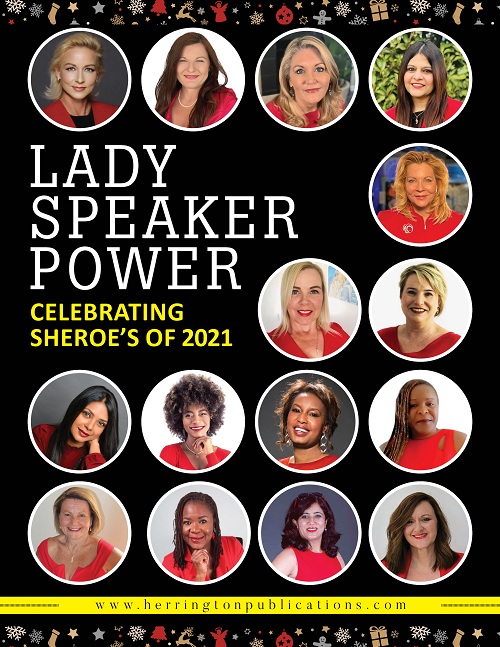 LADY
SPEAKER
POWER
CELEBRATING
SHEROE'S OF 2021
www.herringtonpublications.com